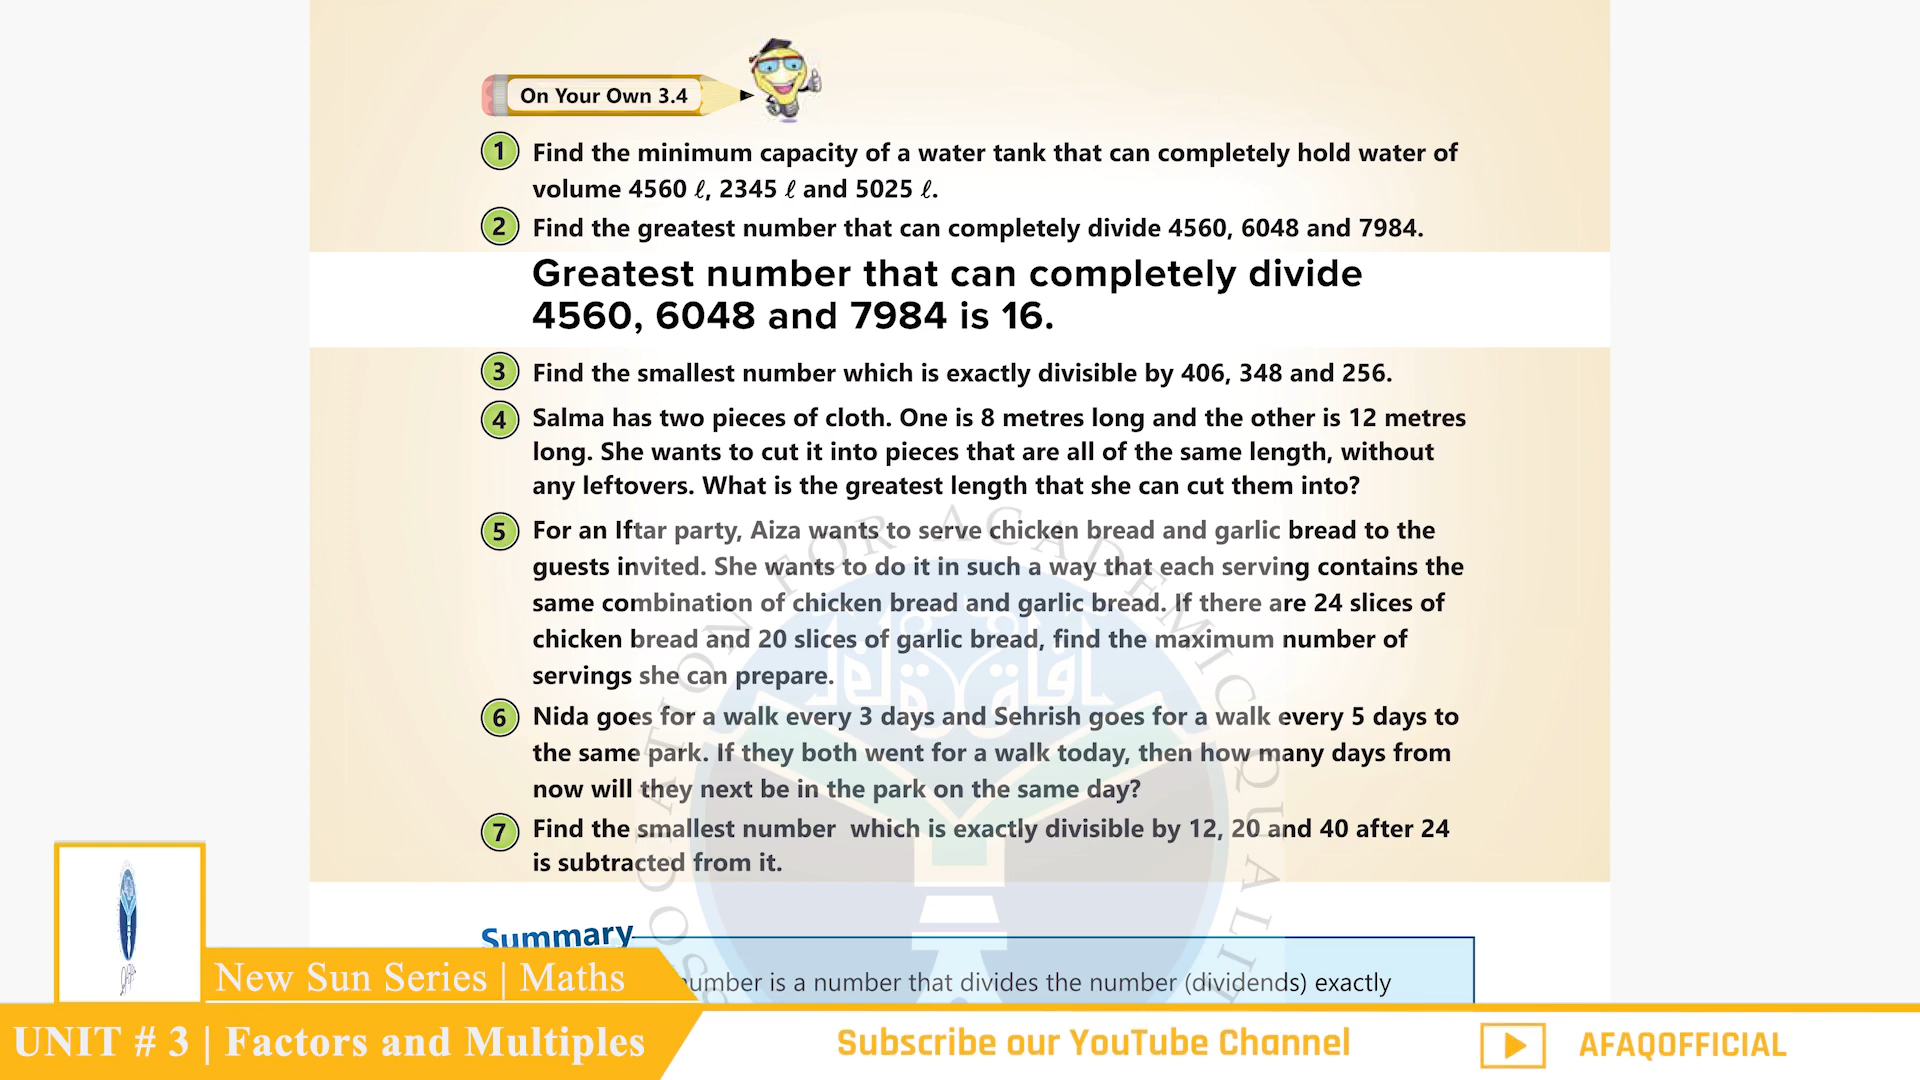 On Your Own 3.4
1 Find the minimum capacity of a water tank that can completely hold water of
volume 4560 ℓ, 2345 ℓ and 5025 ℓ.
2 Find the greatest number that can completely divide 4560, 6048 and 7984.
Greatest number that can completely divide
4560, 6048 and 7984 is 16.
3 Find the smallest number which is exactly divisible by 406, 348 and 256.
4 Salma has two pieces of cloth. One is 8 metres long and the other is 12 metres
long. She wants to cut it into pieces that are all of the same length, without
any leftovers. What is the greatest length that she can cut them into?
5 For an Iftar party, Aiza wants to serve chicken bread and garlic bread to the
guests invited. She wants to do it in such a way that each serving contains the
same combination of chicken bread and garlic bread. If there are 24 slices of
chicken bread and 20 slices of garlic bread, find the maximum number of
servings she can prepare.
6 Nida goes for a walk every 3 days and Sehrish goes for a walk every 5 days to
the same park. If they both went for a walk today, then how many days from
now will they next be in the park on the same day?
7 Find the smallest number which is exactly divisible by 12, 20 and 40 after 24
is subtracted from it.
Summary
number is a number that divides the number (dividends) exactly
New Sun Series | Maths
UNIT # 3 | Factors and Multiples
Subscribe our YouTube Channel
AFAQOFFICIAL